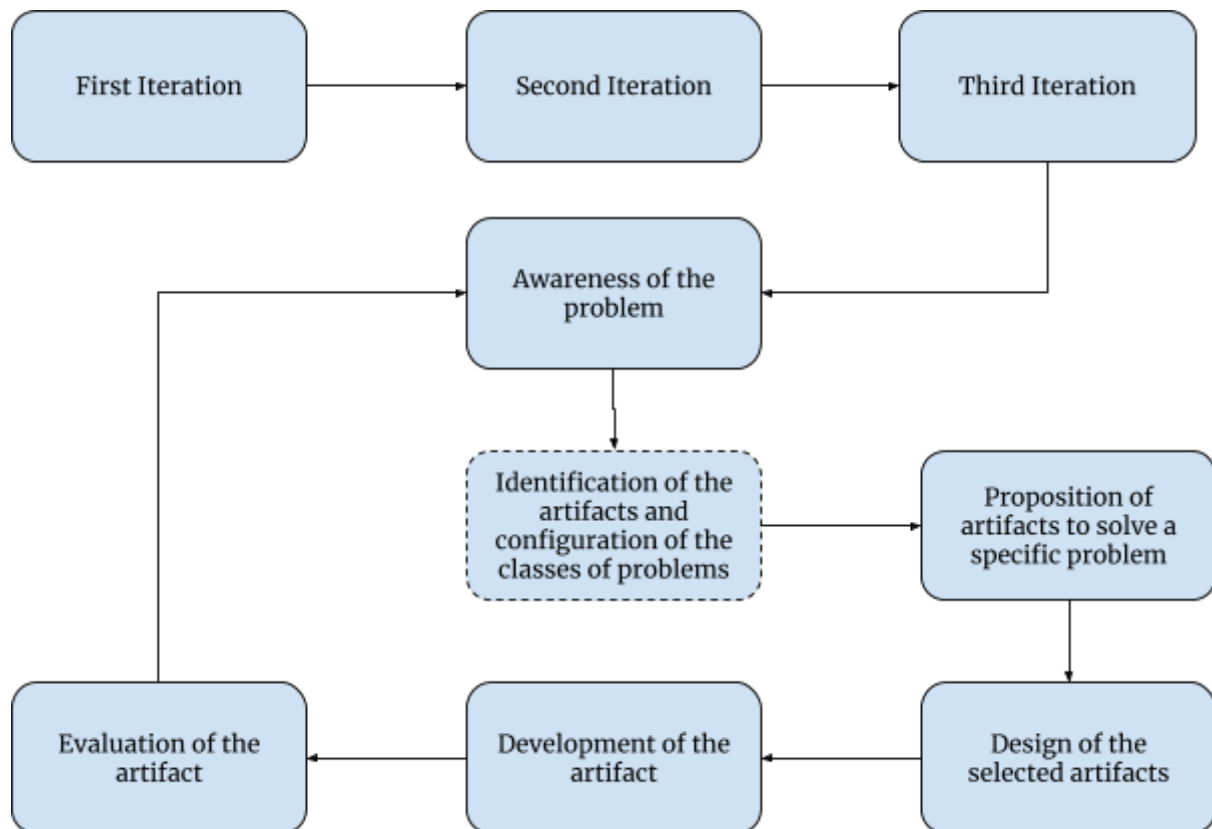 First Iteration
Second Iteration
Third Iteration
Awareness of the
problem
Identification of the
artifacts and
configuration of the
classes of problems
Proposition of
artifacts to solve a
specific problem
Evaluation of the
artifact
Development of the
artifact
Design of the
selected artifacts